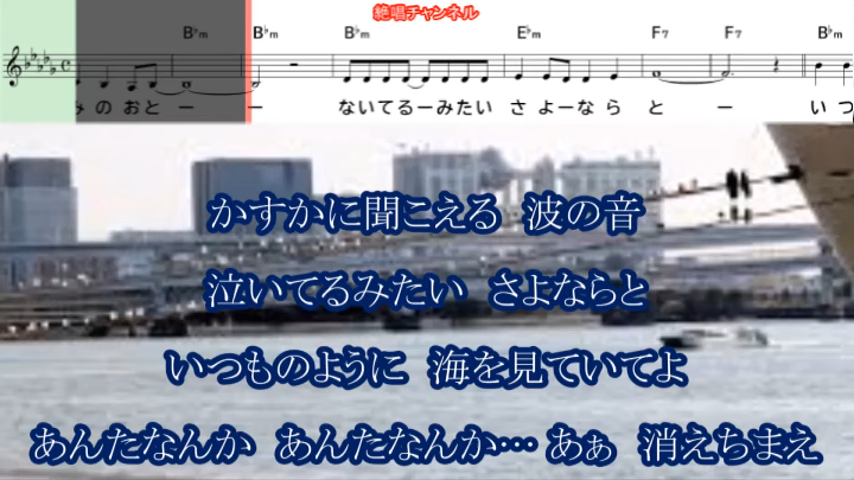 絶唱チャンネル
B♭m B♭m B♭m E♭m F7 F7 B♭m
みのおとーー ないてるーみたい さよーならとー いつ
かすかに聞こえる 波の音
泣いてるみたい さよならと
いつものように 海を見ていてよ
あんたなんか あんたなんか… あぁ 消えちまえ